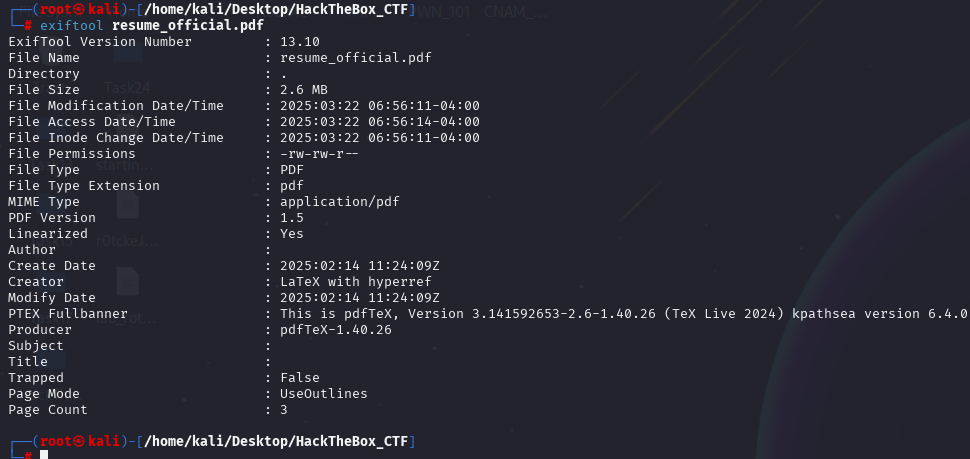 WN_101 CNAM_...
┌──(root㉿kali)-[/home/kali/Desktop/HackTheBox_CTF]
└─# exiftool resume_official.pdf
ExifTool Version Number : 13.10
File Name : resume_official.pdf
Directory : .
File Size : 2.6 MB
Task24
File Modification Date/Time : 2025:03:22 06:56:11-04:00
File Access Date/Time : 2025:03:22 06:56:14-04:00
File Inode Change Date/Time : 2025:03:22 06:56:11-04:00
File Permissions : -rw-rw-r--
File Type : PDF
startin...
File Type Extension : pdf
MIME Type : application/pdf
PDF Version : 1.5
Linearized : Yes
r0tckeJ...
Author :
Create Date : 2025:02:14 11:24:09Z
Creator : LaTeX with hyperref
Modify Date : 2025:02:14 11:24:09Z
PTEX Fullbanner : This is pdfTeX, Version 3.141592653-2.6-1.40.26 (TeX Live 2024) kpathsea version 6.4.0
Producer : pdfTeX-1.40.26
Subject :
Title :
Trapped : False
Page Mode : UseOutlines
Page Count : 3
┌──(root㉿kali)-[/home/kali/Desktop/HackTheBox_CTF]
└─#